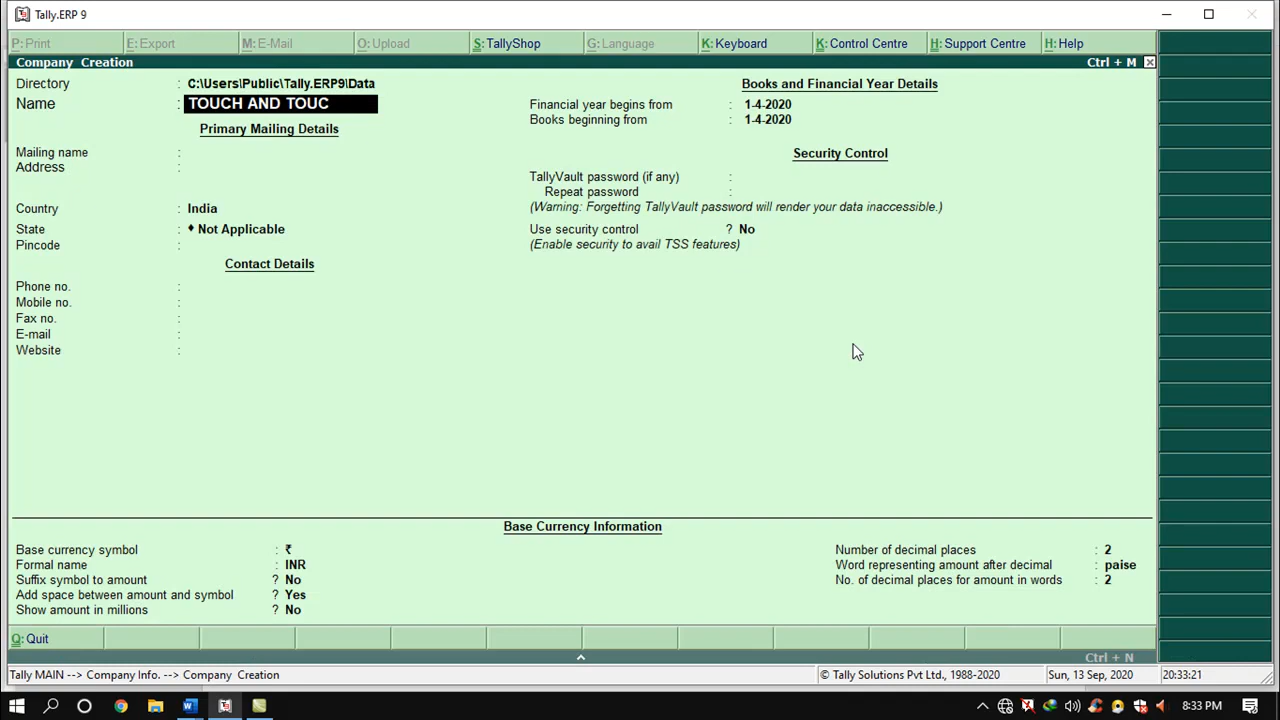 Tally.ERP 9
P: Print E: Export M: E-Mail O: Upload S: TallyShop G: Language K: Keyboard K: Control Centre H: Support Centre H: Help
Company Creation Ctrl + M
Directory : C:\Users\Public\Tally.ERP9\Data
Name : TOUCH AND TOUC
Primary Mailing Details
Mailing name :
Address :
Country : India
State : ♦ Not Applicable
Pincode :
Contact Details
Phone no. :
Mobile no. :
Fax no. :
E-mail :
Website :
Books and Financial Year Details
Financial year begins from : 1-4-2020
Books beginning from : 1-4-2020
Security Control
TallyVault password (if any) :
Repeat password :
(Warning: Forgetting TallyVault password will render your data inaccessible.)
Use security control ? No
(Enable security to avail TSS features)
Base Currency Information
Base currency symbol : ₹
Formal name : INR
Suffix symbol to amount ? No
Add space between amount and symbol ? Yes
Show amount in millions ? No
Number of decimal places : 2
Word representing amount after decimal : paise
No. of decimal places for amount in words : 2
Q: Quit
Ctrl + N
Tally MAIN --> Company Info. --> Company Creation © Tally Solutions Pvt Ltd., 1988-2020 Sun, 13 Sep, 2020 20:33:21
8:33 PM